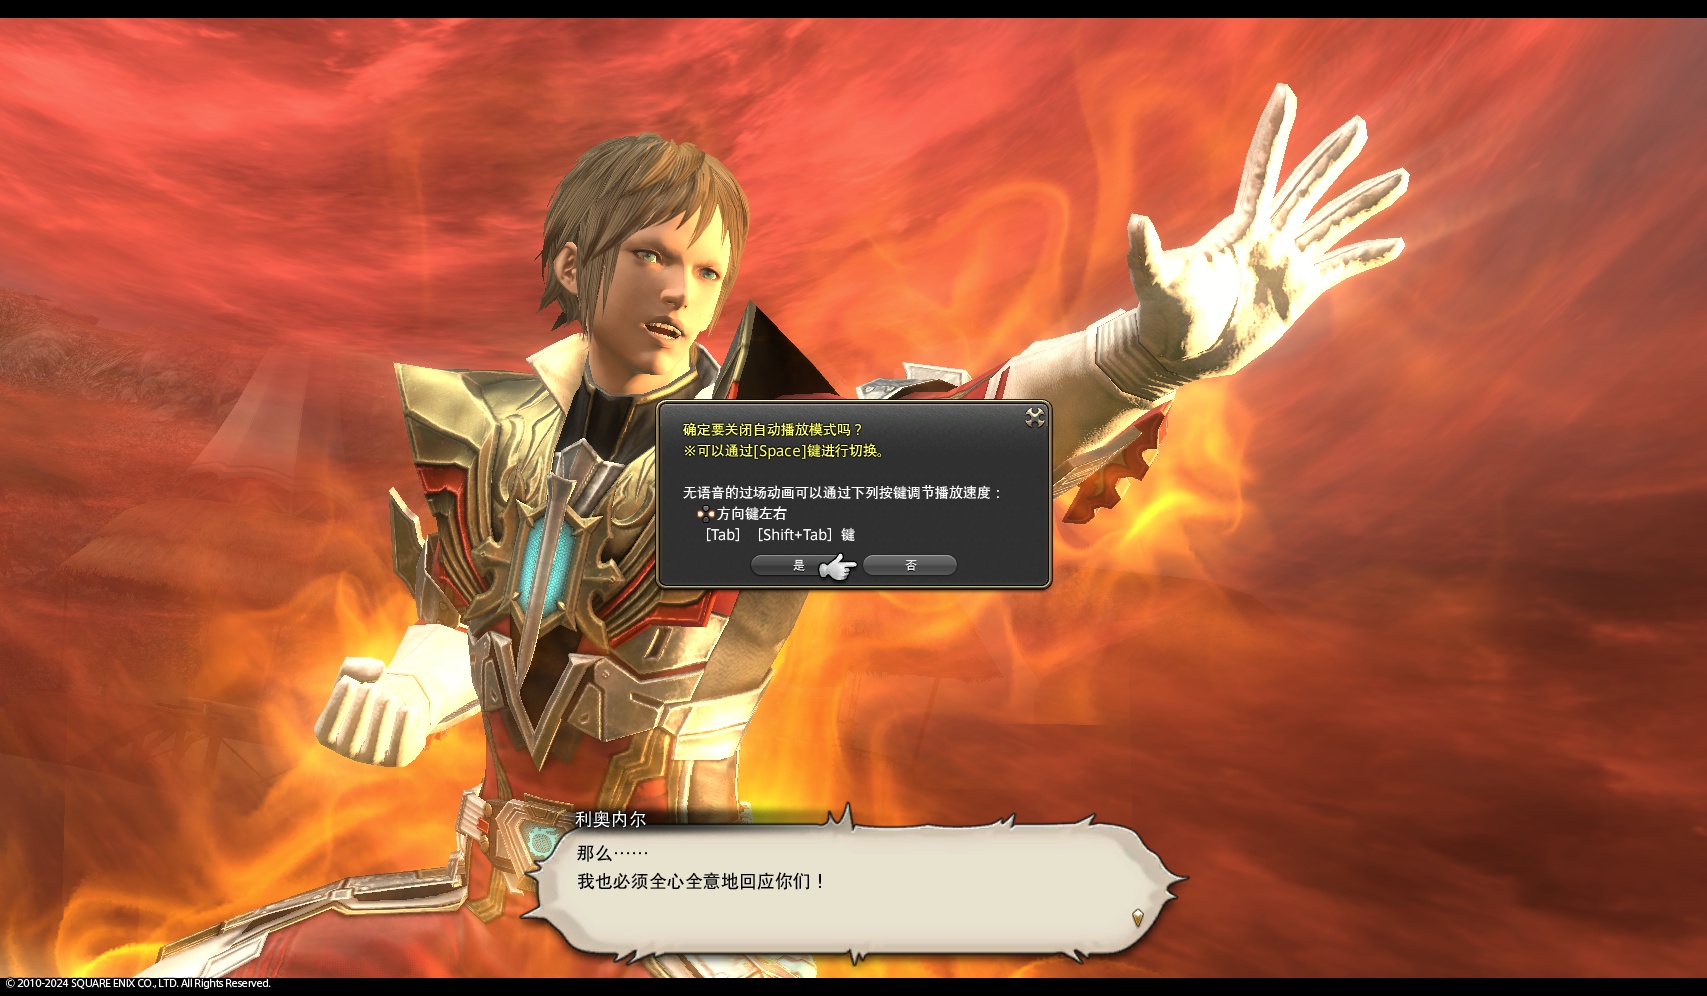 确定要关闭自动播放模式吗？
※可以通过[Space]键进行切换。
无语音的过场动画可以通过下列按键调节播放速度：
方向键左右
［Tab］［Shift+Tab］键
是
否
利奥内尔
那么……
我也必须全心全意地回应你们！
© 2010-2024 SQUARE ENIX CO., LTD. All Rights Reserved.